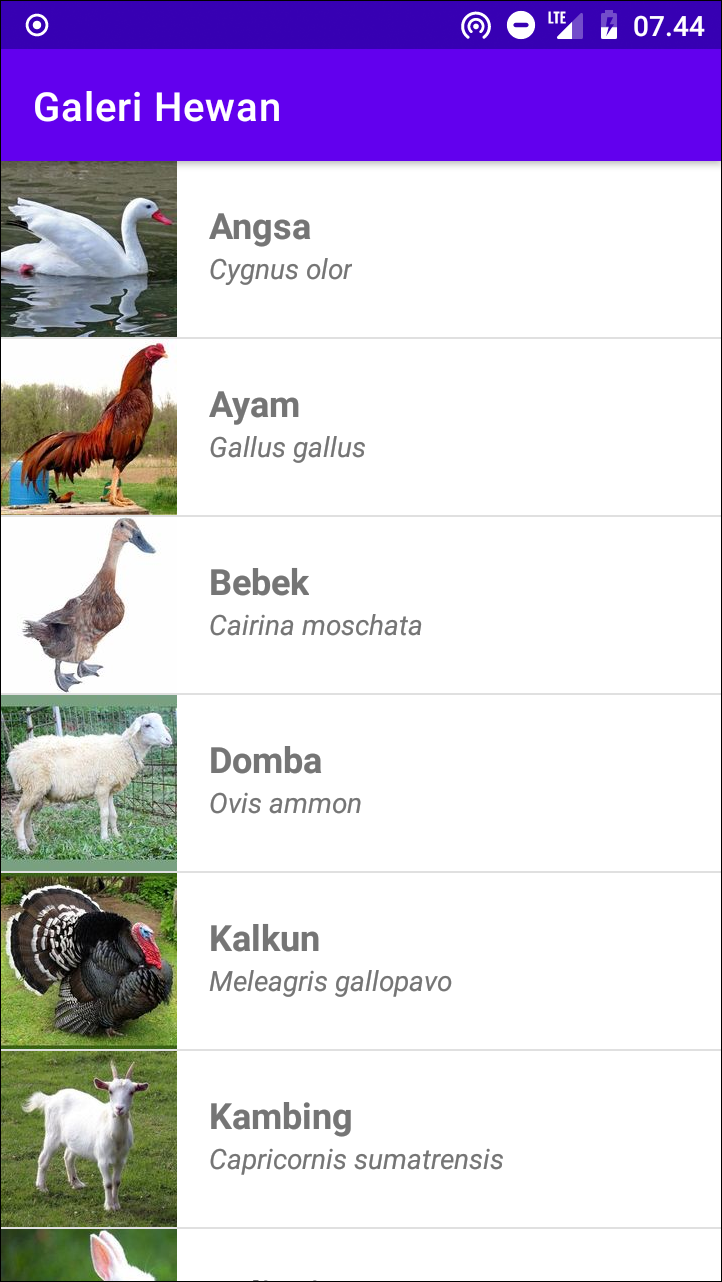 LTE 07.44
Galeri Hewan
Angsa
Cygnus olor
Ayam
Gallus gallus
Bebek
Cairina moschata
Domba
Ovis ammon
Kalkun
Meleagris gallopavo
Kambing
Capricornis sumatrensis